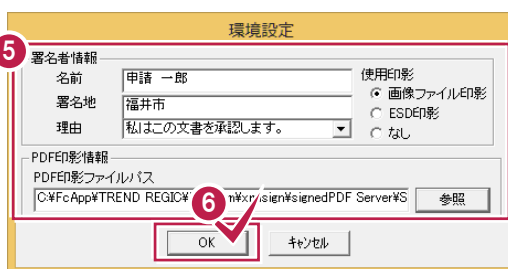 環境設定
5
署名者情報
名前 申請 一郎
署名地 福井市
理由 私はこの文書を承認します。
使用印影
画像ファイル印影
ESD印影
なし
PDF印影情報
PDF印影ファイルパス
C:¥FcApp¥TREND REGIC¥ sign¥signedPDF Server¥S 参照
6
OK キャンセル